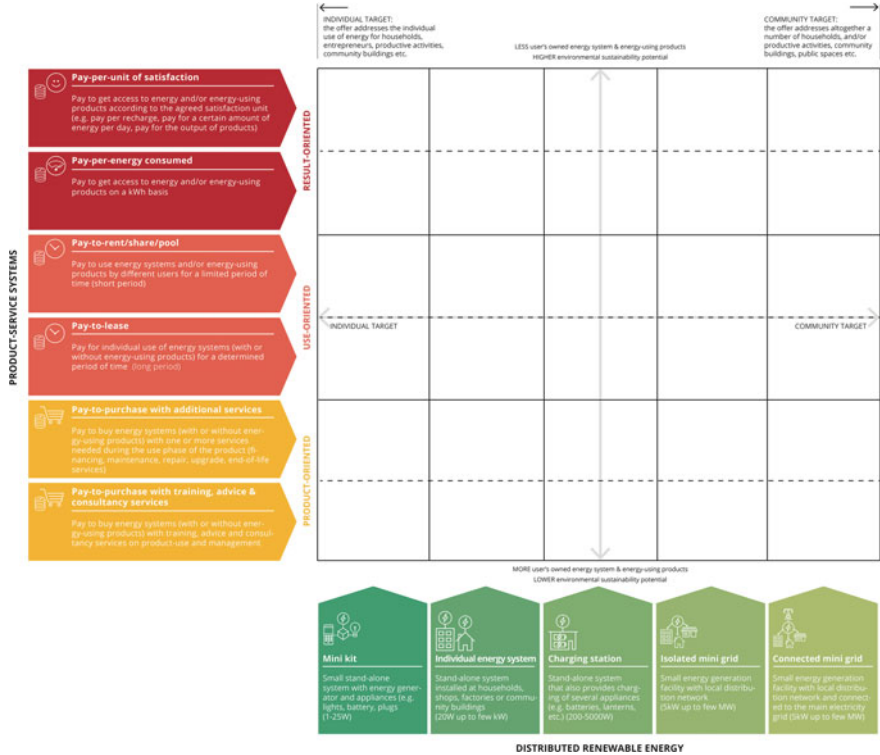 INDIVIDUAL TARGET:
the offer addresses the individual
use of energy for households,
entrepreneurs, productive activities,
community buildings etc.
LESS user's owned energy system & energy-using products
HIGHER environmental sustainability potential
COMMUNITY TARGET:
the offer addresses altogether a
number of households, and/or
productive activities, community
buildings, public spaces etc.
PRODUCT-SERVICE SYSTEMS
Pay-per-unit of satisfaction
Pay to get access to energy and/or energy-using
products according to the agreed satisfaction unit
(e.g. pay per recharge, pay for a certain amount of
energy per day, pay for the output of products)
Pay-per-energy consumed
Pay to get access to energy and/or energy-using
products on a kWh basis
RESULT-ORIENTED
Pay-to-rent/share/pool
Pay to use energy systems and/or energy-using
products by different users for a limited period of
time (short period)
Pay-to-lease
Pay for individual use of energy systems (with or
without energy-using products) for a determined
period of time (long period)
USE-ORIENTED
INDIVIDUAL TARGET
COMMUNITY TARGET
Pay-to-purchase with additional services
Pay to buy energy systems (with or without ener-
gy-using products) with one or more services
needed during the use phase of the product (fi-
nancing, maintenance, repair, upgrade, end-of-life
services)
Pay-to-purchase with training, advice &
consultancy services
Pay to buy energy systems (with or without ener-
gy-using products) with training, advice and consul-
tancy services on product-use and management
PRODUCT-ORIENTED
MORE user's owned energy system & energy-using products
LOWER environmental sustainability potential
Mini kit
Small stand-alone
system with energy gener-
ator and appliances (e.g.
lights, battery, plugs
(1-25W)
Individual energy system
Stand-alone system
installed at households,
shops, factories or commu-
nity buildings
(20W up to few kW)
Charging station
Stand-alone system
that also provides charg-
ing of several appliances
(e.g. batteries, lanterns,
etc.) (200-5000W)
Isolated mini grid
Small energy generation
facility with local distribu-
tion network
(5kW up to few MW)
Connected mini grid
Small energy generation
facility with local distribu-
tion network and connect-
ed to the main electricity
grid (5kW up to few MW)
DISTRIBUTED RENEWABLE ENERGY